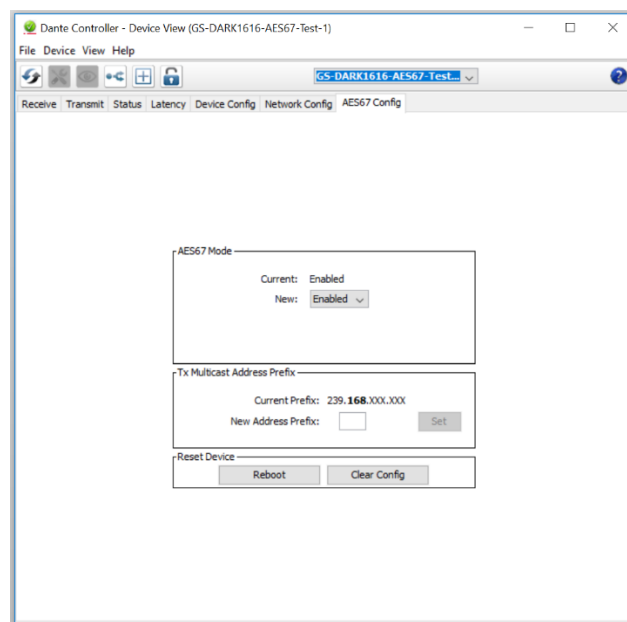 Dante Controller - Device View (GS-DARK1616-AES67-Test-1)
File Device View Help
GS-DARK1616-AES67-Test...
Receive Transmit Status Latency Device Config Network Config AES67 Config
AES67 Mode
Current: Enabled
New: Enabled
Tx Multicast Address Prefix
Current Prefix: 239.168.XXX.XXX
New Address Prefix: Set
Reset Device
Reboot Clear Config